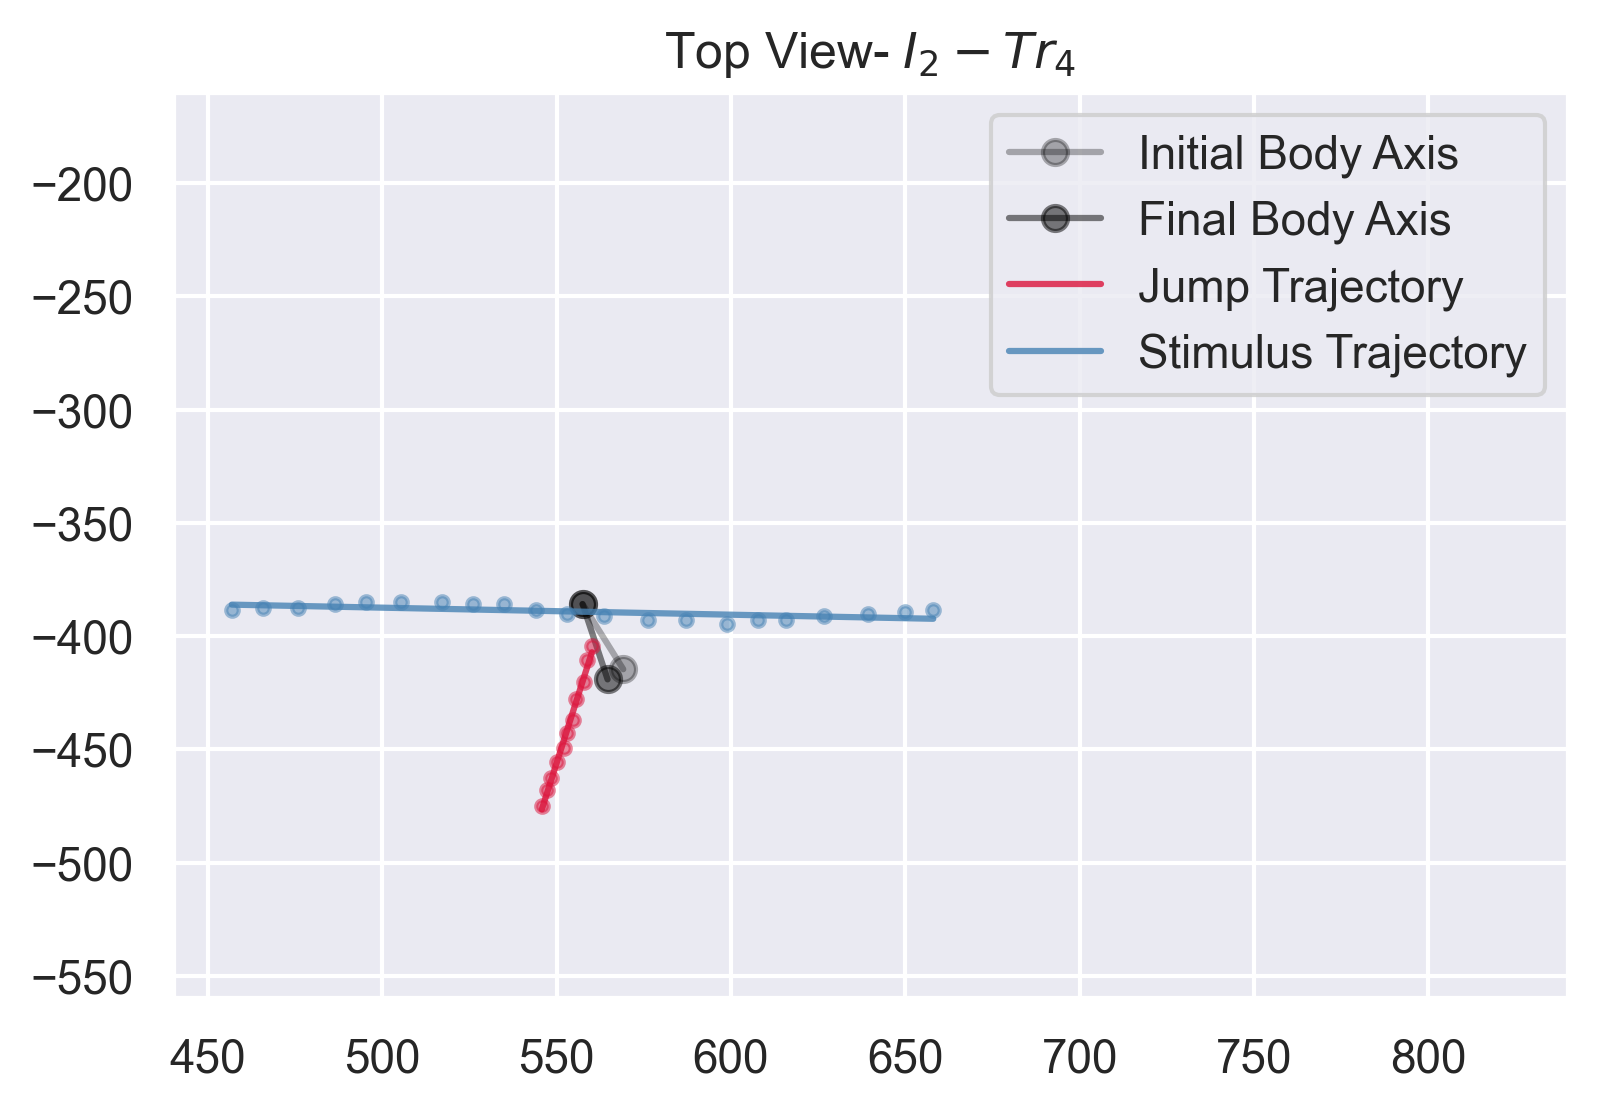 Top View- I₂ − Tr₄
Initial Body Axis
Final Body Axis
Jump Trajectory
Stimulus Trajectory
−200
−250
−300
−350
−400
−450
−500
−550
450 500 550 600 650 700 750 800